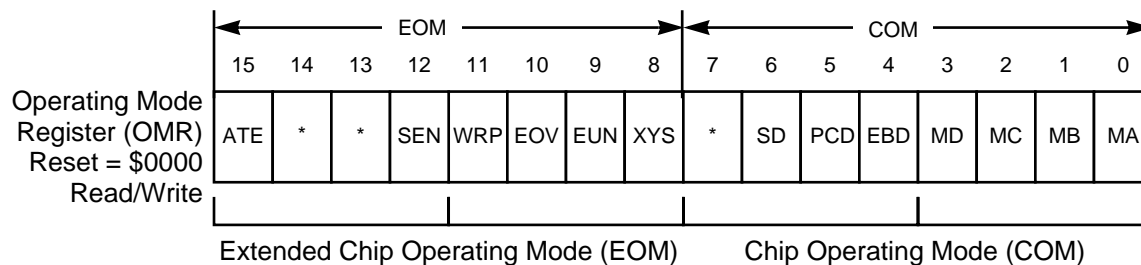 EOM COM
15 14 13 12 11 10 9 8 7 6 5 4 3 2 1 0
Operating Mode
Register (OMR)
Reset = $0000
Read/Write
ATE * * SEN WRP EOV EUN XYS * SD PCD EBD MD MC MB MA
Extended Chip Operating Mode (EOM) Chip Operating Mode (COM)